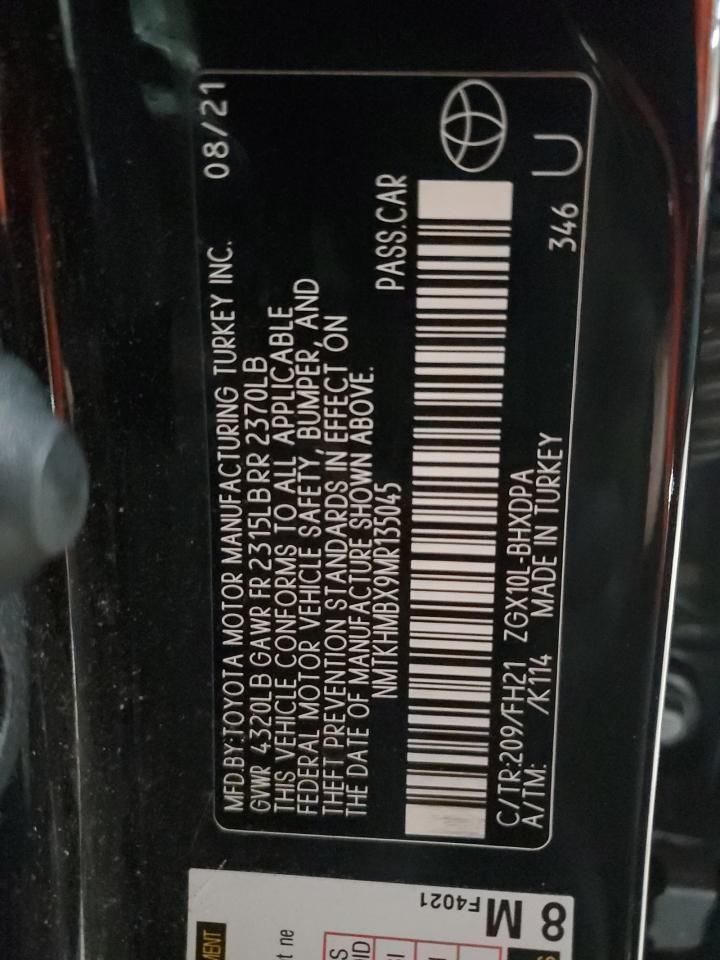 MFD.BY:TOYOTA MOTOR MANUFACTURING TURKEY INC. 08/21
GVWR 4320LB GAWR FR 2315LB RR 2370LB
THIS VEHICLE CONFORMS TO ALL APPLICABLE
FEDERAL MOTOR VEHICLE SAFETY, BUMPER, AND
THEFT PREVENTION STANDARDS IN EFFECT ON
THE DATE OF MANUFACTURE SHOWN ABOVE.
NMTKHMBX9MR135045 PASS.CAR
C/TR:209/FH21 ZGX10L-BHXDPA
A/TM: /K114 MADE IN TURKEY 346 U
8 M
F4021
MENT
t ne